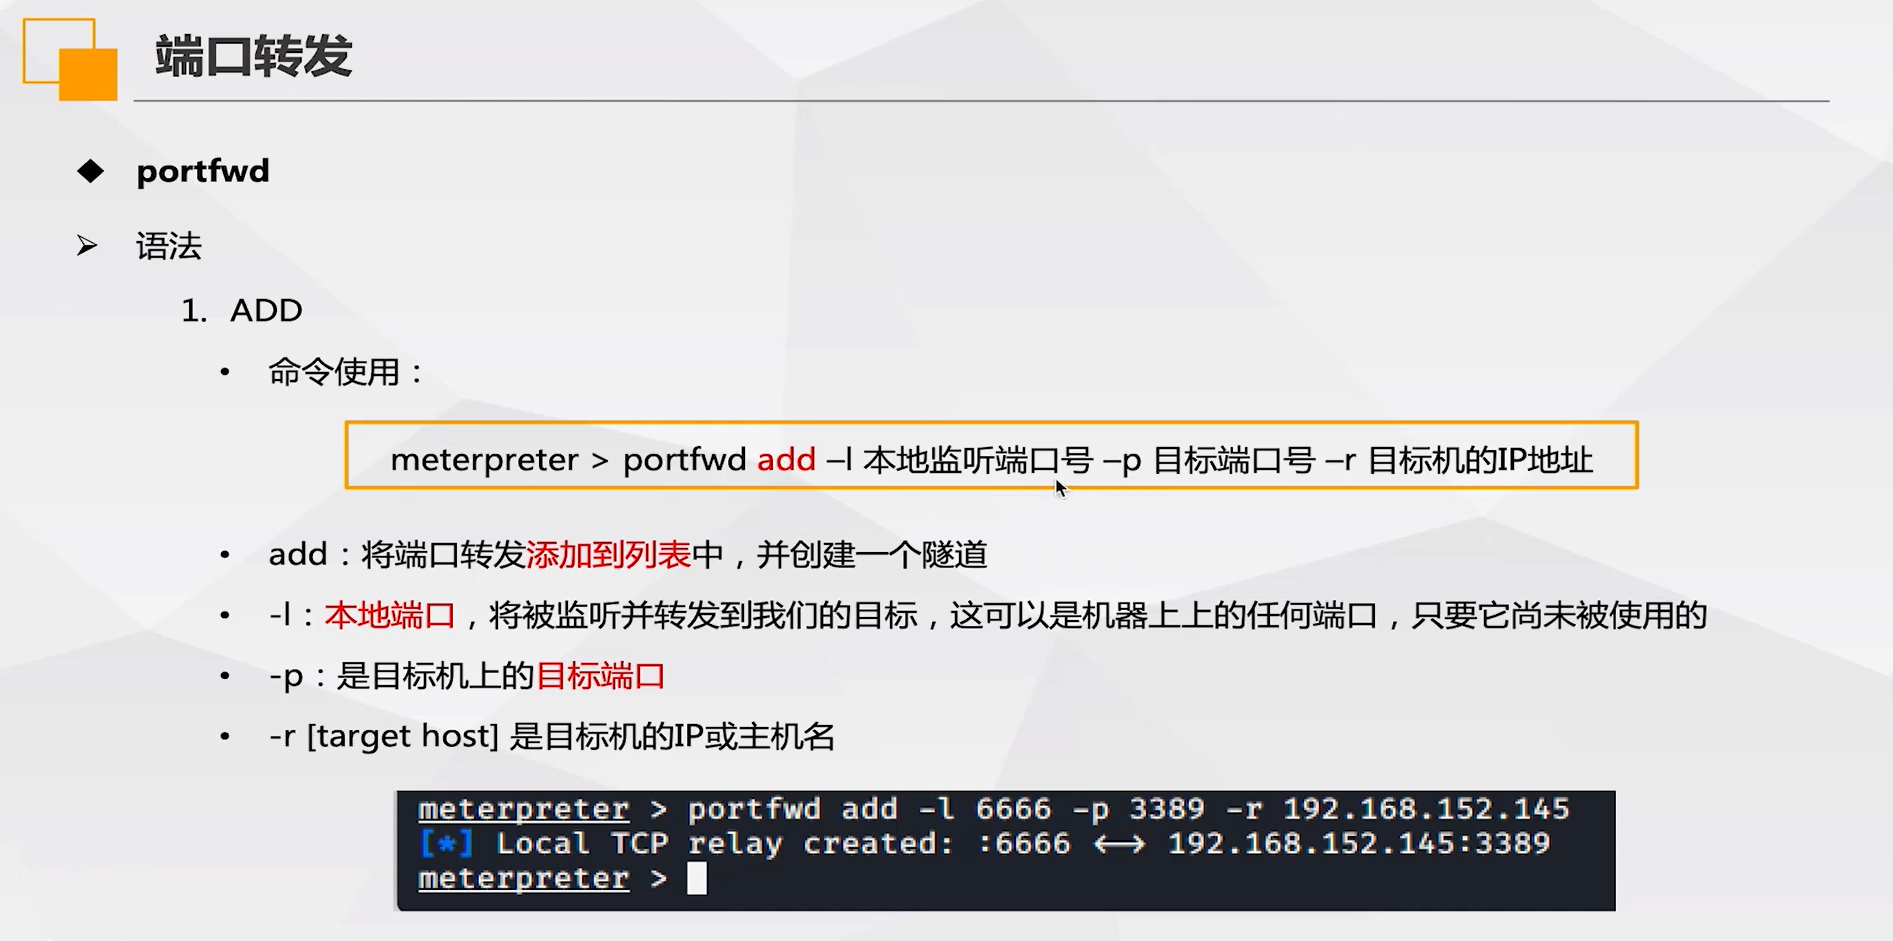 端口转发
◆ portfwd
➢ 语法
1. ADD
• 命令使用：
meterpreter > portfwd add –l 本地监听端口号 –p 目标端口号 –r 目标机的IP地址
• add：将端口转发添加到列表中，并创建一个隧道
• -l：本地端口，将被监听并转发到我们的目标，这可以是机器上上的任何端口，只要它尚未被使用的
• -p：是目标机上的目标端口
• -r [target host] 是目标机的IP或主机名
meterpreter > portfwd add -l 6666 -p 3389 -r 192.168.152.145
[*] Local TCP relay created: :6666 <-> 192.168.152.145:3389
meterpreter >